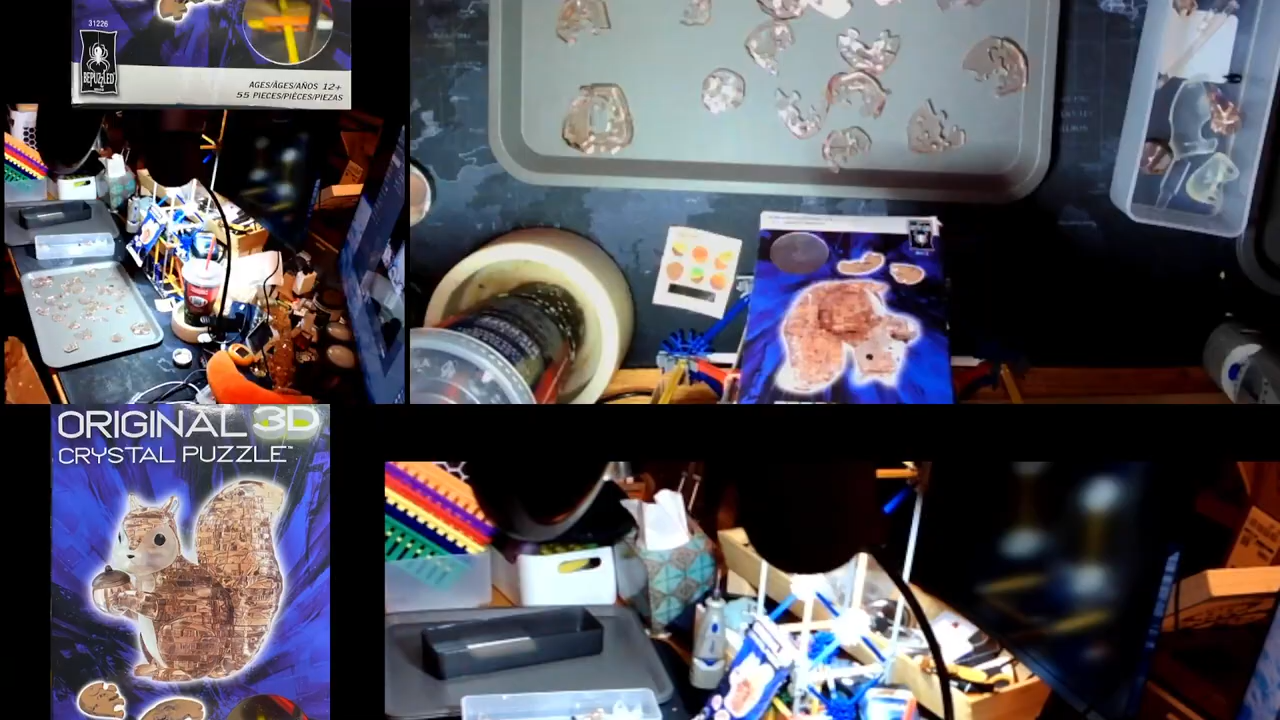 31226
BEPUZZLED
AGES/ÂGES/AÑOS 12+
55 PIECES/PIÈCES/PIEZAS
ORIGINAL 3D
CRYSTAL PUZZLE™